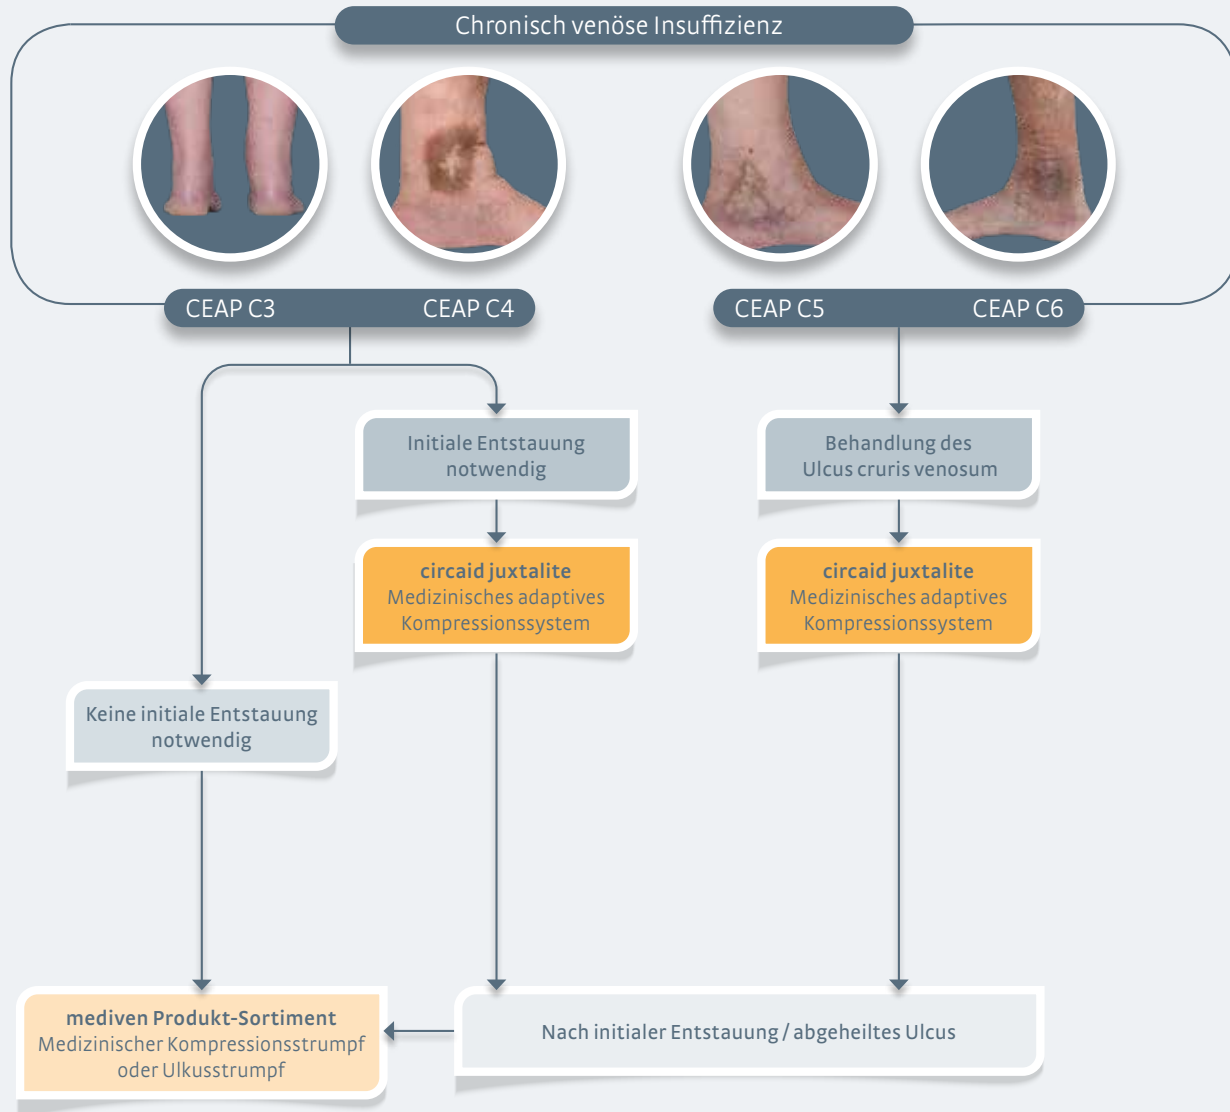 Chronisch venöse Insuffizienz
CEAP C3
CEAP C4
CEAP C5
CEAP C6
Initiale Entstauung
notwendig
Behandlung des
Ulcus cruris venosum
circaid juxtalite
Medizinisches adaptives
Kompressionssystem
circaid juxtalite
Medizinisches adaptives
Kompressionssystem
Keine initiale Entstauung
notwendig
mediven Produkt-Sortiment
Medizinischer Kompressionsstrumpf
oder Ulkusstrumpf
Nach initialer Entstauung / abgeheiltes Ulcus